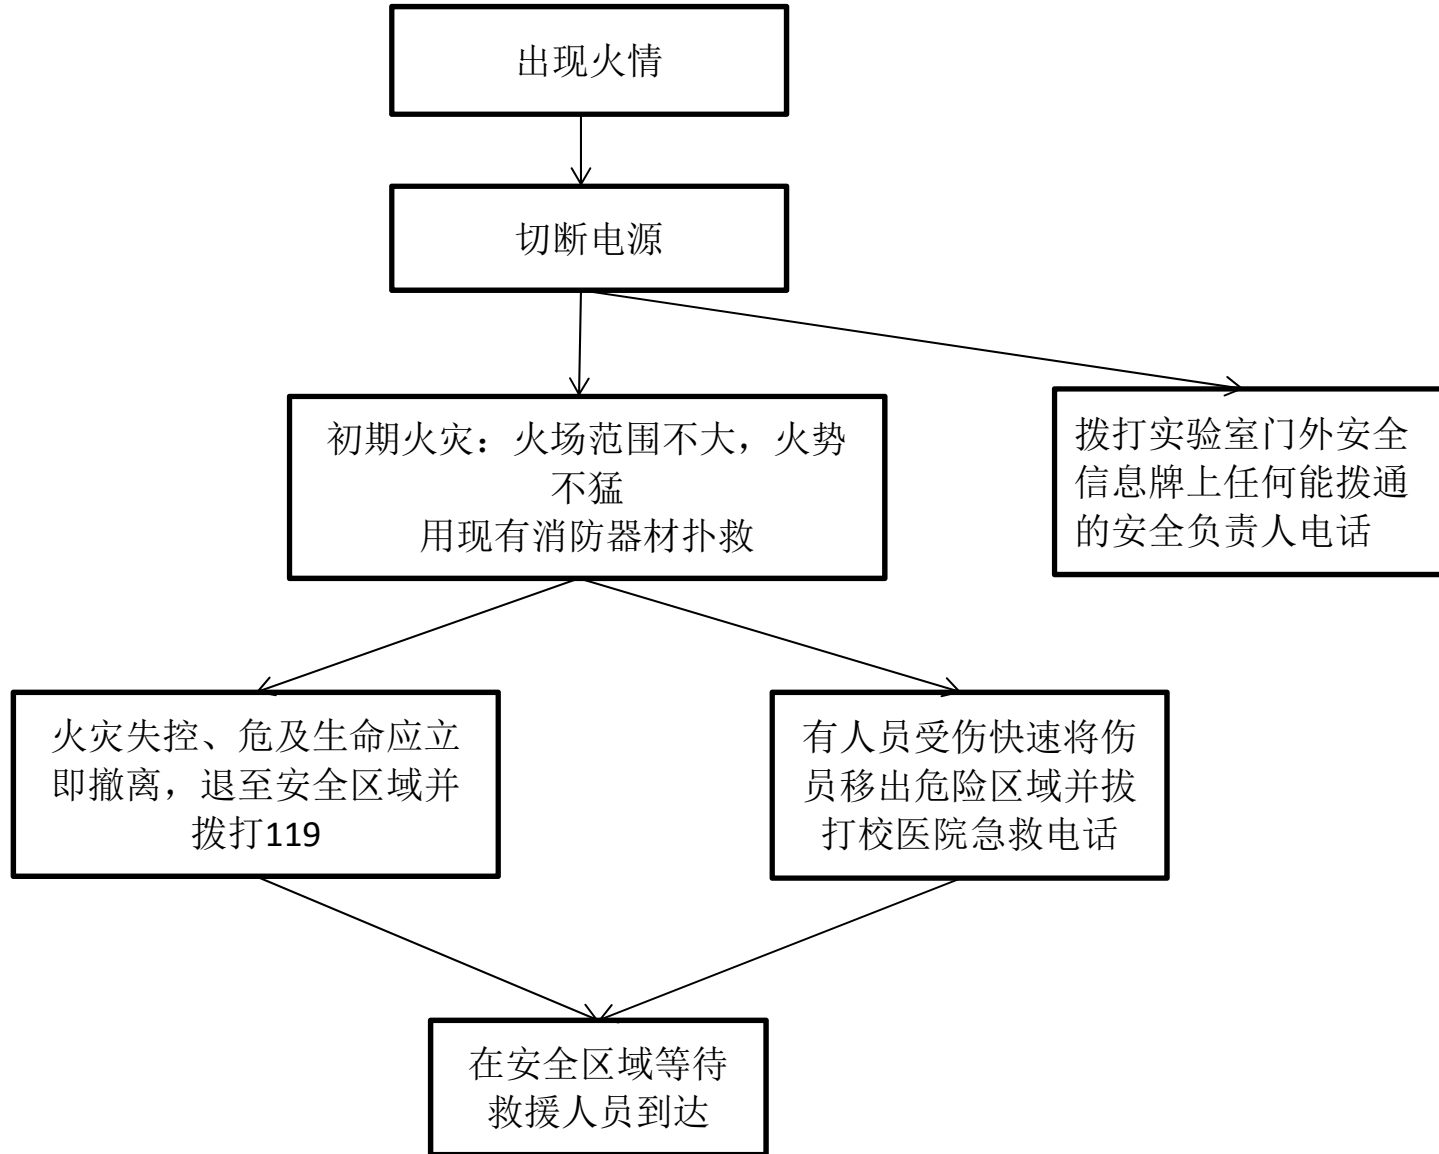 出现火情
切断电源
初期火灾：火场范围不大，火势
不猛
用现有消防器材扑救
拨打实验室门外安全
信息牌上任何能拨通
的安全负责人电话
火灾失控、危及生命应立
即撤离，退至安全区域并
拨打119
有人员受伤快速将伤
员移出危险区域并拔
打校医院急救电话
在安全区域等待
救援人员到达